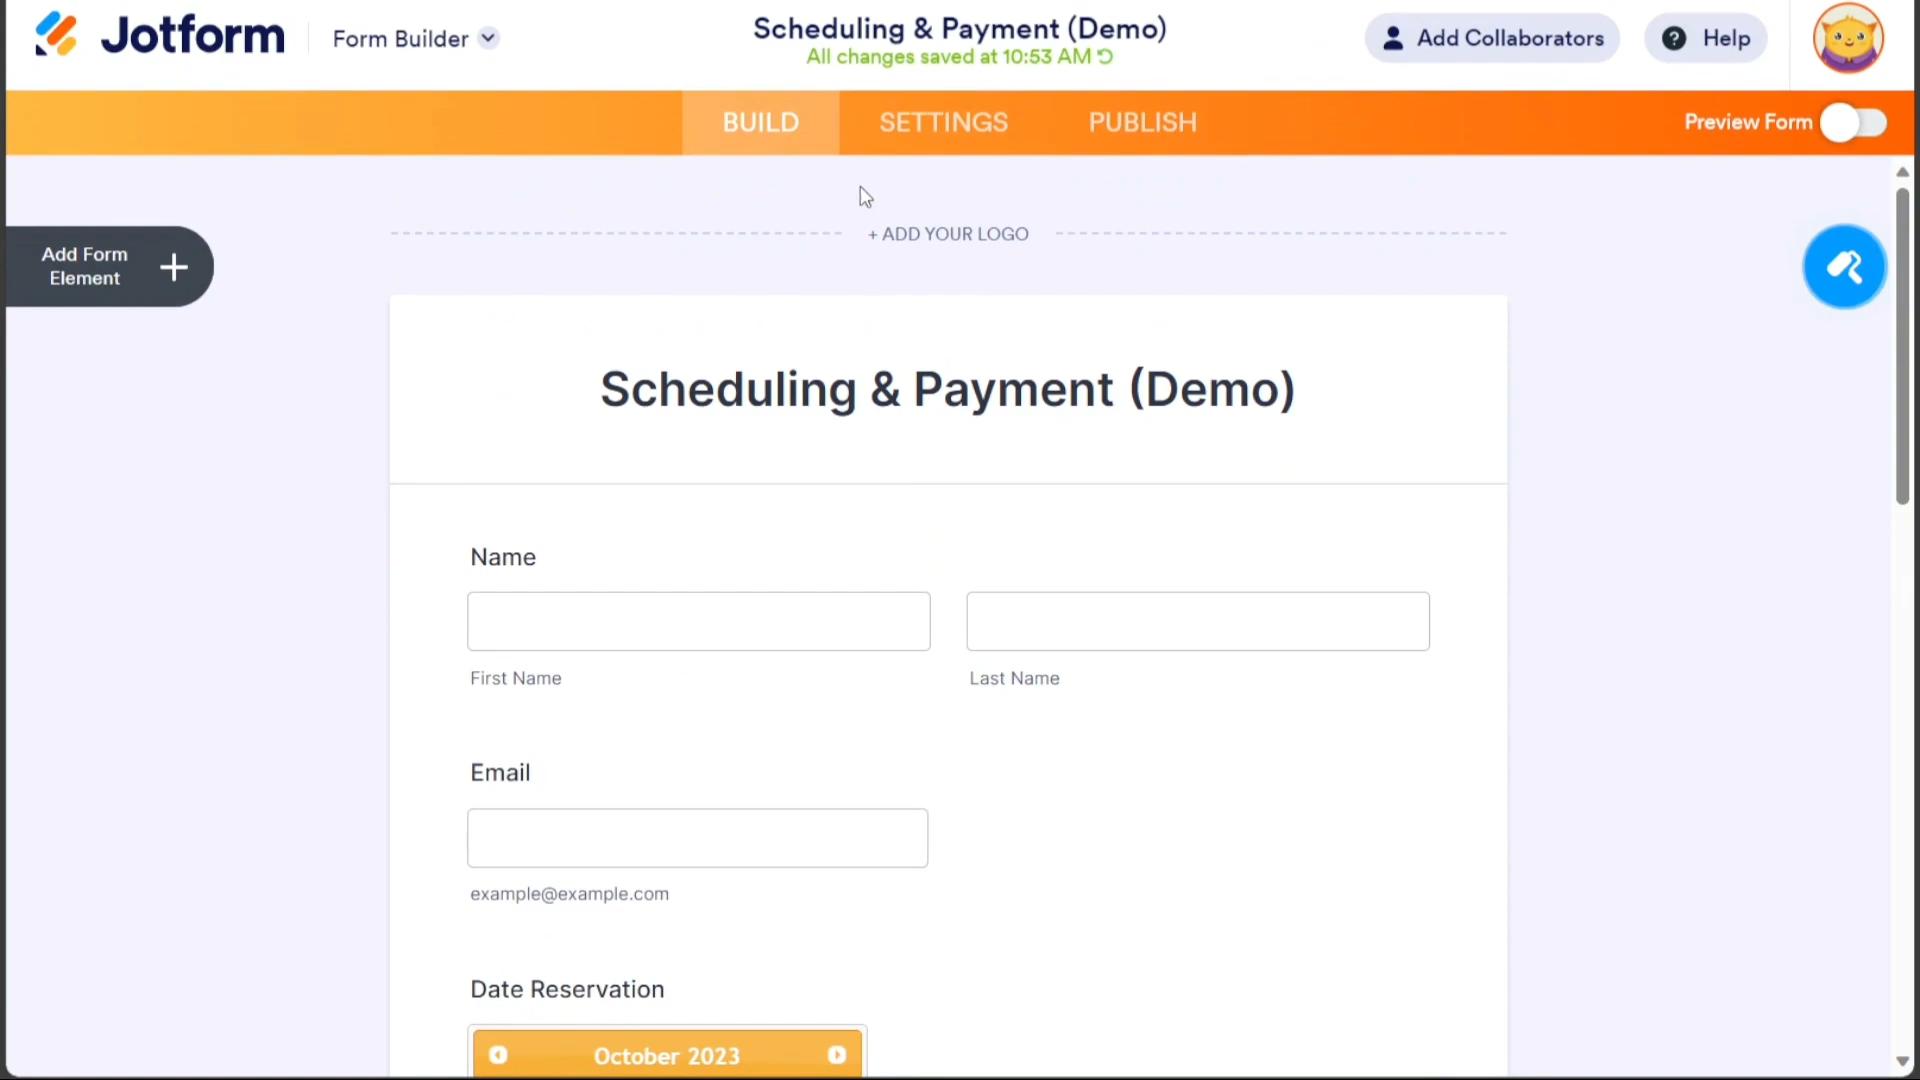 Jotform
Form Builder
Scheduling & Payment (Demo)
All changes saved at 10:53 AM
Add Collaborators
? Help
BUILD
SETTINGS
PUBLISH
Preview Form
Add Form
Element
+ ADD YOUR LOGO
Scheduling & Payment (Demo)
Name
First Name
Last Name
Email
example@example.com
Date Reservation
October 2023